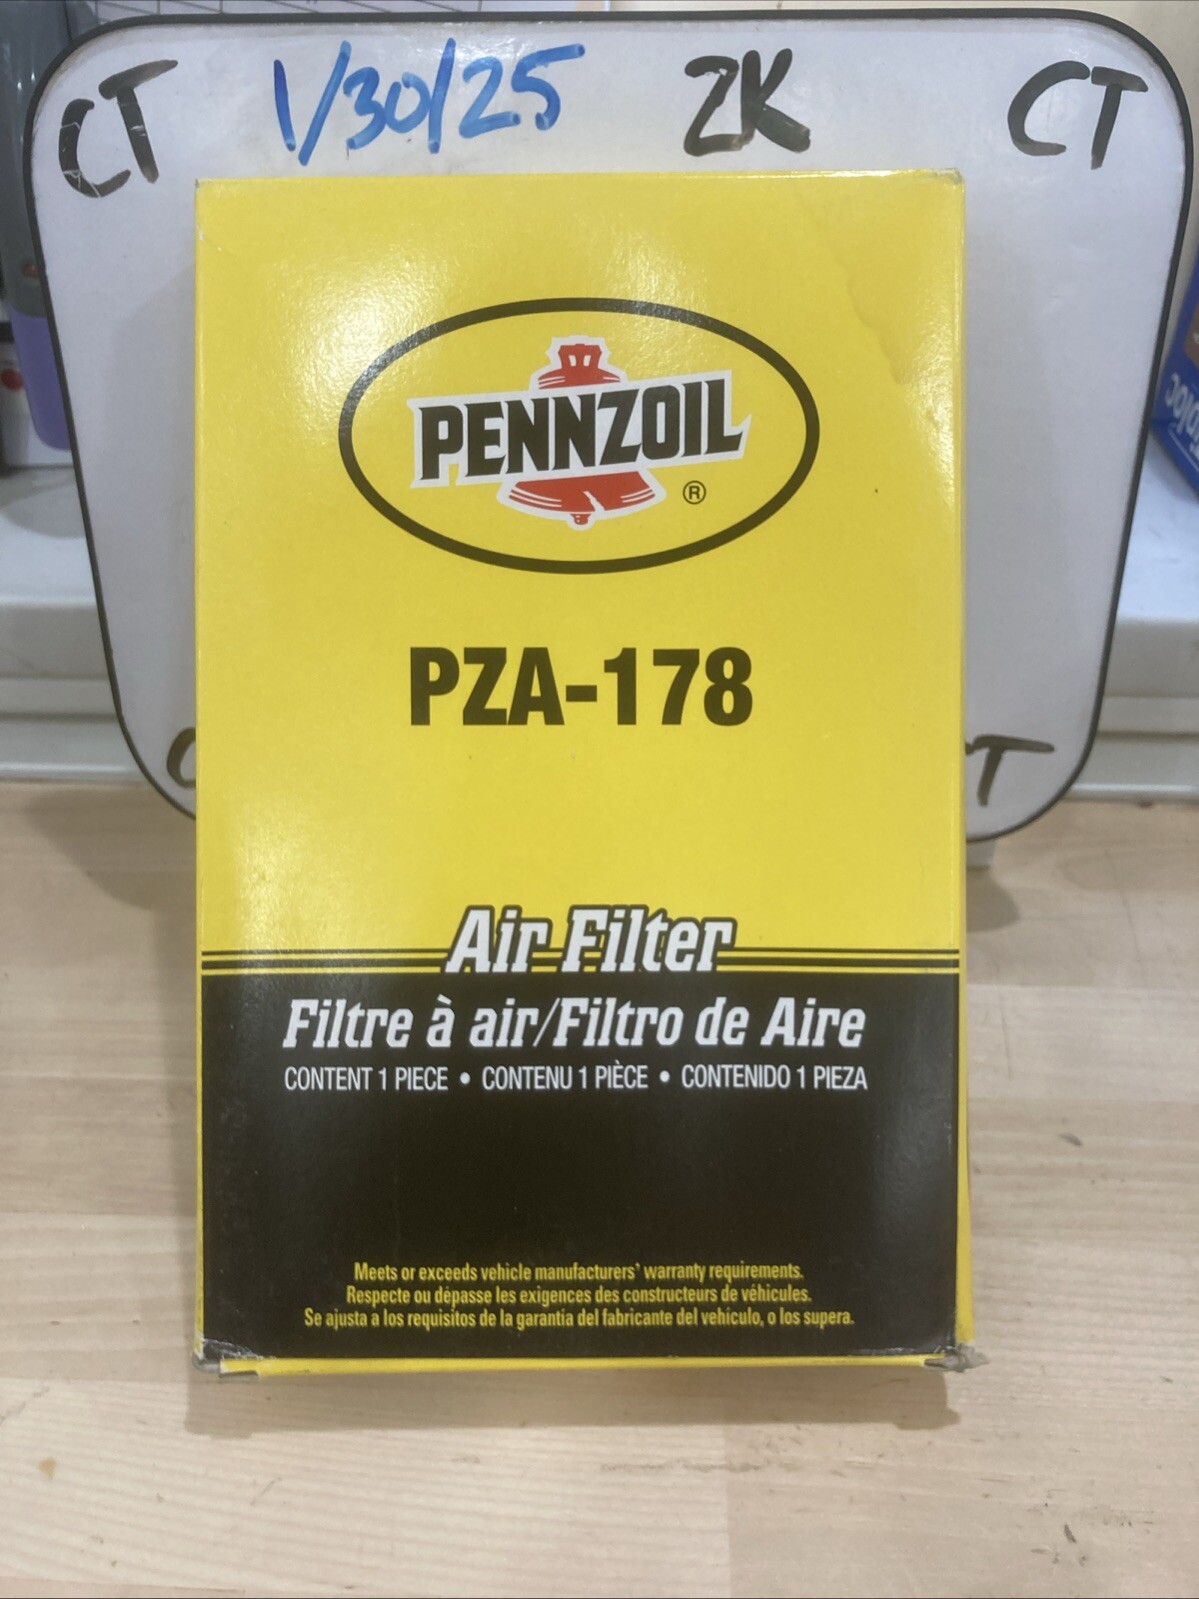 CT 1/30/25 ZK CT
PENNZOIL
®
PZA-178
Air Filter
Filtre à air/Filtro de Aire
CONTENT 1 PIECE • CONTENU 1 PIÈCE • CONTENIDO 1 PIEZA
Meets or exceeds vehicle manufacturers' warranty requirements.
Respecte ou dépasse les exigences des constructeurs de véhicules.
Se ajusta a los requisitos de la garantía del fabricante del vehículo, o los supera.